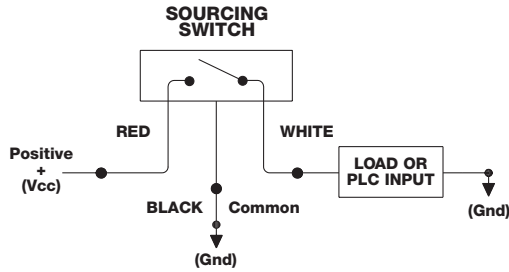 SOURCING
SWITCH
RED
WHITE
Positive
+
(Vcc)
LOAD OR
PLC INPUT
BLACK
Common
(Gnd)
(Gnd)